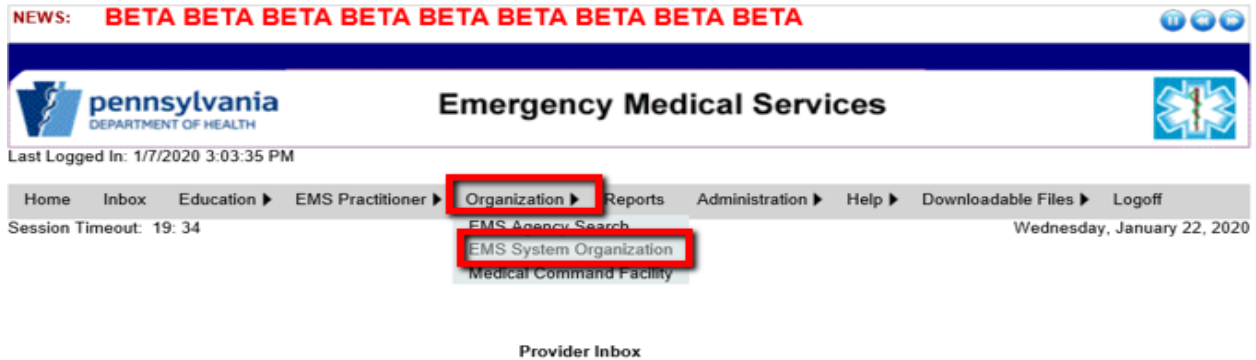 NEWS: BETA BETA BETA BETA BETA BETA BETA BETA BETA BETA
pennsylvania
DEPARTMENT OF HEALTH
Emergency Medical Services
Last Logged In: 1/7/2020 3:03:35 PM
Home Inbox Education EMS Practitioner Organization Reports Administration Help Downloadable Files Logoff
Session Timeout: 19: 34 Wednesday, January 22, 2020
EMS Agency Search
EMS System Organization
Medical Command Facility
Provider Inbox